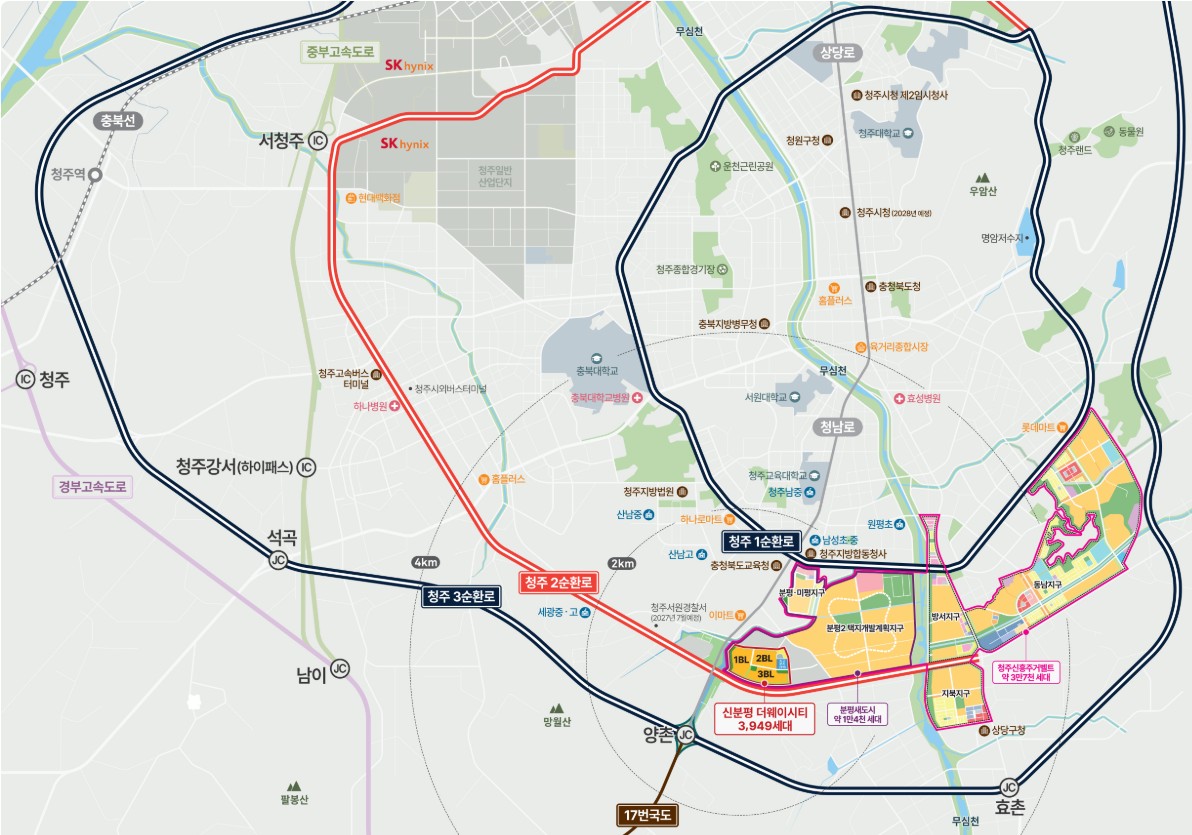 무심천
중부고속도로
SK hynix
상당로
청주시청 제2임시청사
충북선
서청주
IC
SK hynix
청원구청
청주대학교
동물원
청주랜드
청주역
청주일반
산업단지
운천근린공원
우암산
현대백화점
청주시청(2028년 예정)
명암저수지
청주종합경기장
충청북도청
홈플러스
충북지방병무청
육거리종합시장
IC
청주
청주고속버스
터미널
충북대학교
무심천
청주시외버스터미널
하나병원
충북대학교병원
서원대학교
효성병원
청남로
롯데마트
청주강서(하이패스)
IC
경부고속도로
홈플러스
청주교육대학교
청주지방법원
청주남중
산남중
하나로마트
원평초
석곡
JC
청주 1순환로
남성초·중
산남고
청주지방합동청사
4km
2km
충청북도교육청
청주 2순환로
청주 3순환로
분평·미평지구
동남지구
세광중·고
청주서원경찰서
(2027년 7월예정)
이마트
방서지구
분평2.택지개발계획지구
1BL
2BL
3BL
남이
JC
청주신흥주거벨트
약 3만7천 세대
지북지구
신분평 더웨이시티
3,949세대
분평새도시
약 1만4천 세대
망월산
양촌
JC
상당구청
팔봉산
JC
효촌
17번국도
무심천